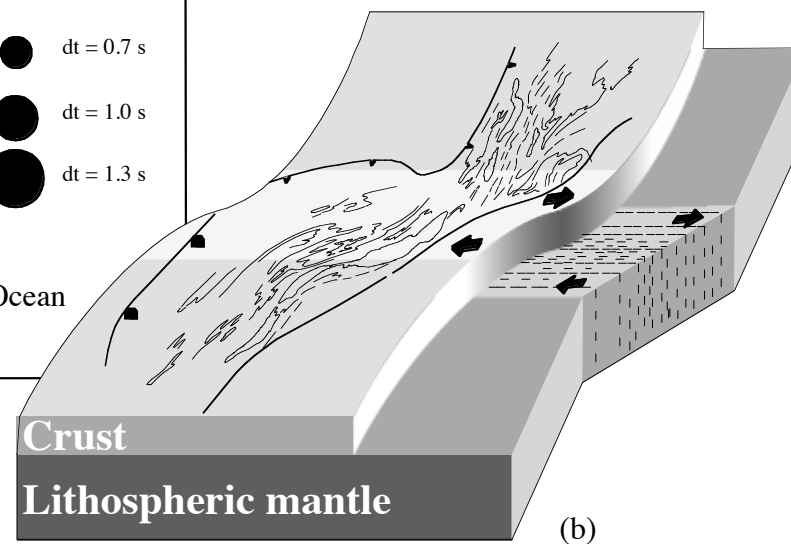 dt = 0.7 s
dt = 1.0 s
dt = 1.3 s
Ocean
Crust
Lithospheric mantle
(b)